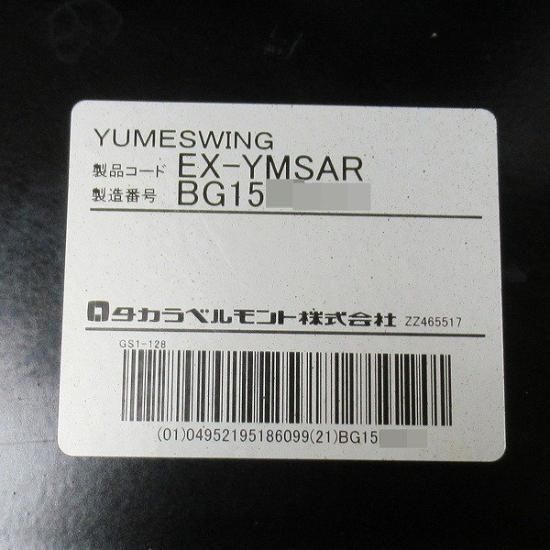 YUMESWING
製品コード EX-YMSAR
製造番号 BG15
タカラベルモント株式会社 ZZ465517
GS1-128
(01)04952195186099(21)BG15